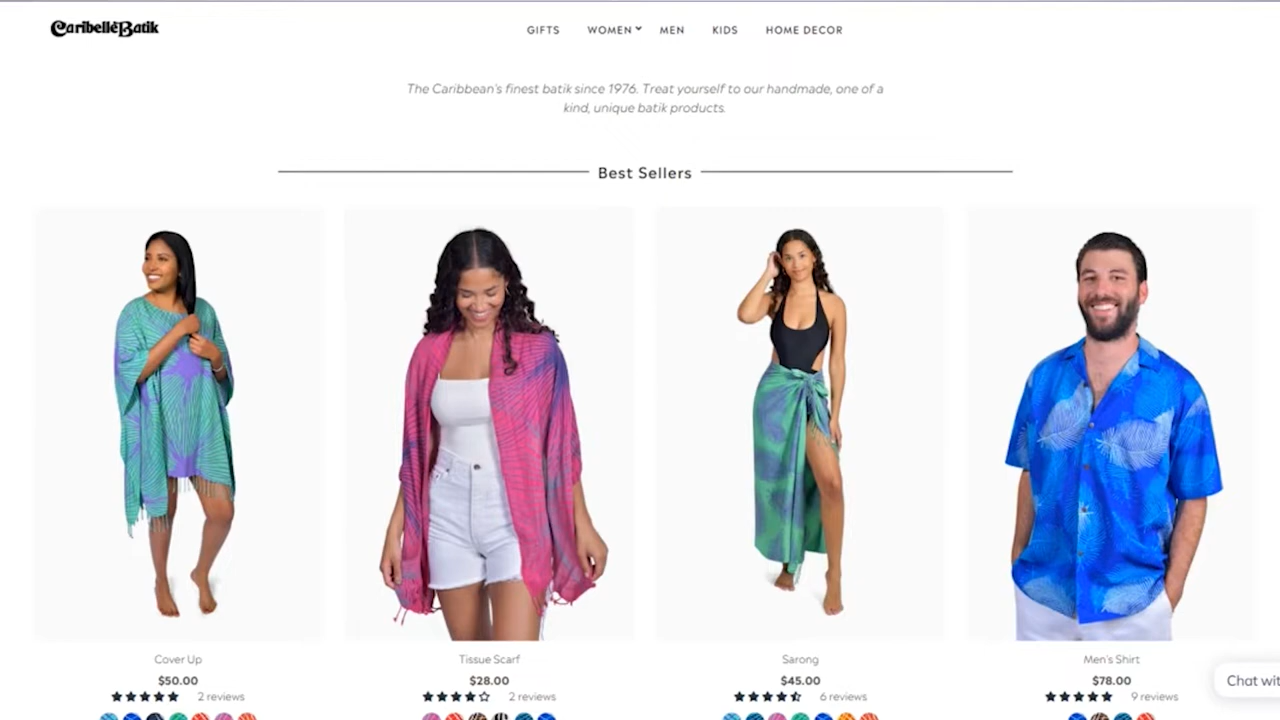 CaribelleBatik
GIFTS WOMEN MEN KIDS HOME DECOR
The Caribbean's finest batik since 1976. Treat yourself to our handmade, one of a
kind, unique batik products.
Best Sellers
Cover Up
$50.00
2 reviews
Tissue Scarf
$28.00
2 reviews
Sarong
$45.00
6 reviews
Men's Shirt
$78.00
9 reviews
Chat wit